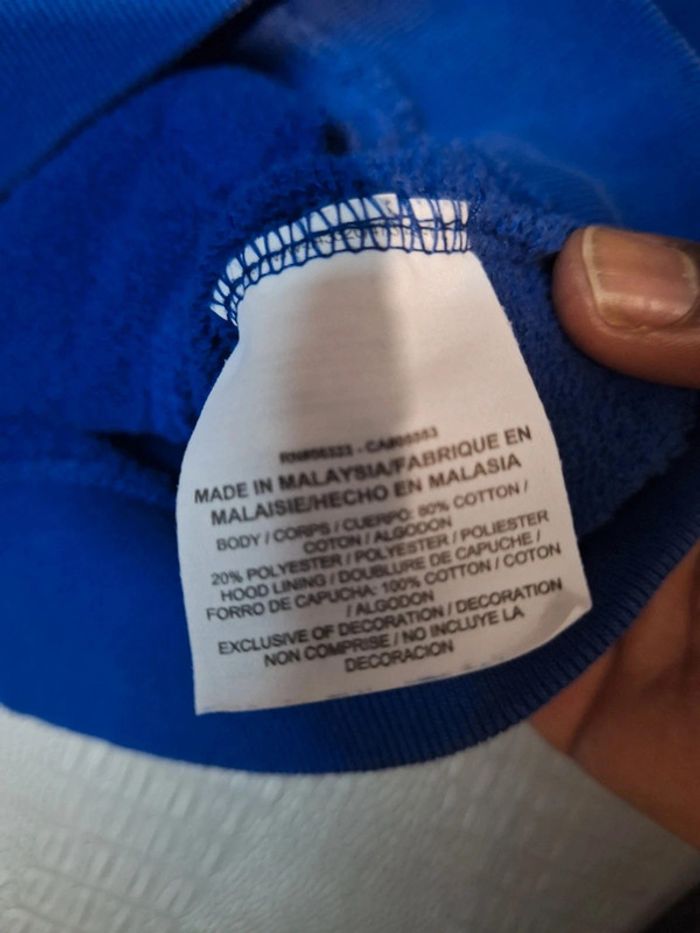 MADE IN MALAYSIA/FABRIQUE EN
MALAISIE/HECHO EN MALASIA
BODY / CORPS / CUERPO: 80% COTTON /
COTON / ALGODON
20% POLYESTER / POLYESTER / POLIESTER
HOOD LINING / DOUBLURE DE CAPUCHE /
FORRO DE CAPUCHA: 100% COTTON / COTON
/ ALGODON
EXCLUSIVE OF DECORATION / DECORATION
NON COMPRISE / NO INCLUYE LA
DECORACION